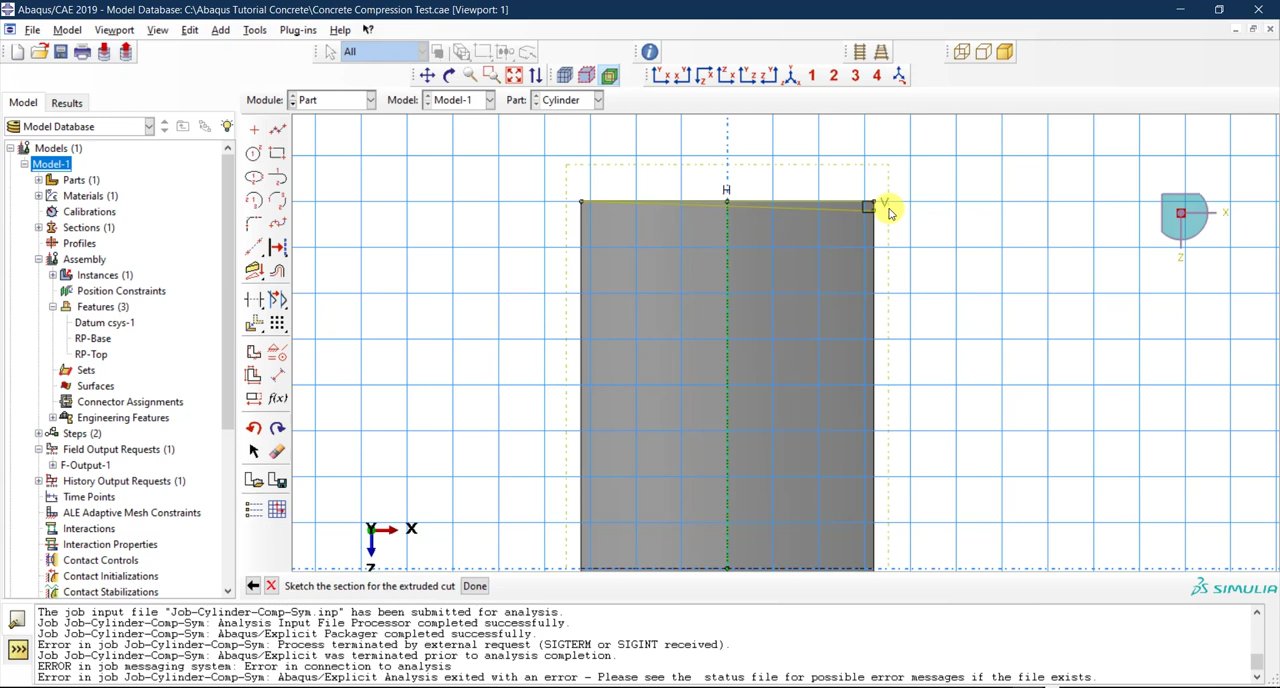 Abaqus/CAE 2019 - Model Database: C:\Abaqus Tutorial Concrete\Concrete Compression Test.cae [Viewport: 1]
File Model Viewport View Edit Add Tools Plug-ins Help
All
1 2 3 4
Model Results
Module: Part Model: Model-1 Part: Cylinder
Model Database
Models (1)
Model-1
Parts (1)
Materials (1)
Calibrations
Sections (1)
Profiles
Assembly
Instances (1)
Position Constraints
Features (3)
Datum csys-1
RP-Base
RP-Top
Sets
Surfaces
Connector Assignments
Engineering Features
Steps (2)
Field Output Requests (1)
F-Output-1
History Output Requests (1)
Time Points
ALE Adaptive Mesh Constraints
Interactions
Interaction Properties
Contact Controls
Contact Initializations
Contact Stabilizations
f(x)
H
V
X
Z
Y X
Z
Sketch the section for the extruded cut Done
SIMULIA
The job input file "Job-Cylinder-Comp-Sym.inp" has been submitted for analysis.
Job Job-Cylinder-Comp-Sym: Analysis Input File Processor completed successfully.
Job Job-Cylinder-Comp-Sym: Abaqus/Explicit Packager completed successfully.
Error in job Job-Cylinder-Comp-Sym: Process terminated by external request (SIGTERM or SIGINT received).
Job Job-Cylinder-Comp-Sym: Abaqus/Explicit was terminated prior to analysis completion.
ERROR in job messaging system: Error in connection to analysis
Error in job Job-Cylinder-Comp-Sym: Abaqus/Explicit Analysis exited with an error - Please see the status file for possible error messages if the file exists.